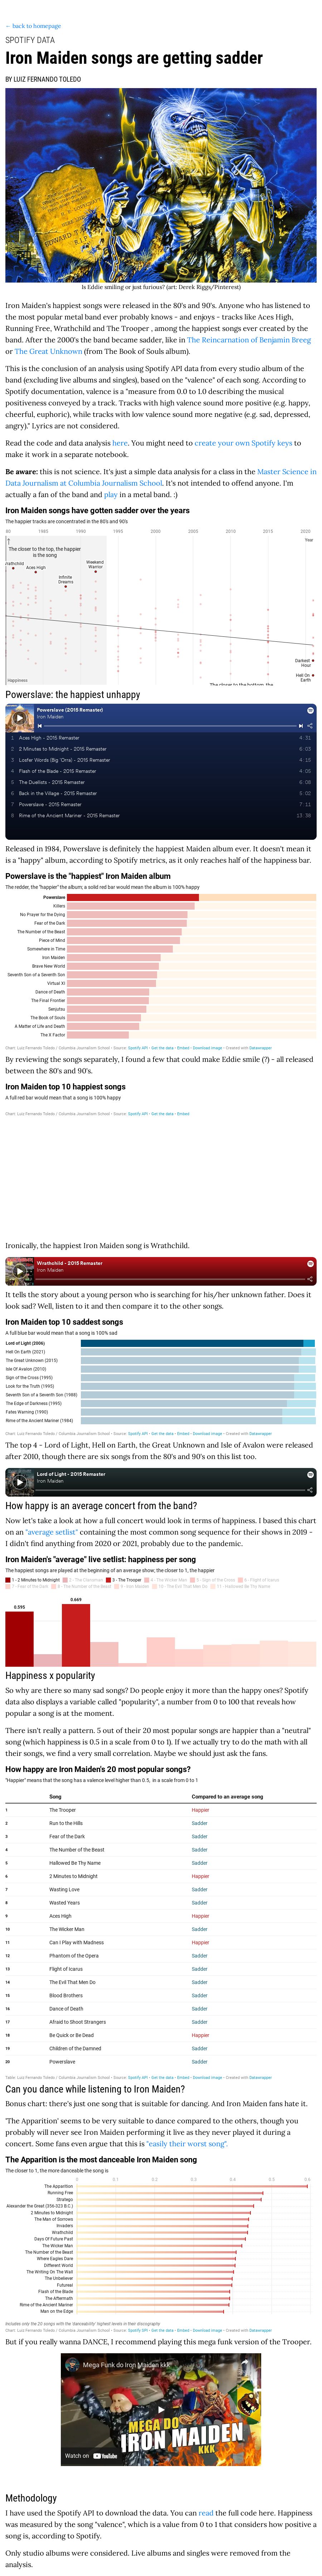 ← back to homepage
SPOTIFY DATA
Iron Maiden songs are getting sadder
BY LUIZ FERNANDO TOLEDO
Is Eddie smiling or just furious? (art: Derek Riggs/Pinterest)
Iron Maiden's happiest songs were released in the 80's and 90's. Anyone who has listened to
the most popular metal band ever probably knows - and enjoys - tracks like Aces High,
Running Free, Wrathchild and The Trooper , among the happiest songs ever created by the
band. After the 2000's the band became sadder, like in The Reincarnation of Benjamin Breeg
or The Great Unknown (from The Book of Souls album).
This is the conclusion of an analysis using Spotify API data from every studio album of the
band (excluding live albums and singles), based on the "valence" of each song. According to
Spotify documentation, valence is a "measure from 0.0 to 1.0 describing the musical
positiveness conveyed by a track. Tracks with high valence sound more positive (e.g. happy,
cheerful, euphoric), while tracks with low valence sound more negative (e.g. sad, depressed,
angry)." Lyrics are not considered.
Read the code and data analysis here. You might need to create your own Spotify keys to
make it work in a separate notebook.
Be aware: this is not science. It's just a simple data analysis for a class in the Master Science in
Data Journalism at Columbia Journalism School. It's not intended to offend anyone. I'm
actually a fan of the band and play in a metal band. :)
Iron Maiden songs have gotten sadder over the years
The happier tracks are concentrated in the 80's and 90's
1985 1990 1995 2000 2005 2010 2015 2020
Year
The closer to the top, the happier
is the song
Aces High
Infinite
Dreams
Weekend
Warrior
Darkest
Hour
Hell On
Earth
Happiness
Powerslave: the happiest unhappy
Powerslave (2015 Remaster)
Iron Maiden
1 Aces High - 2015 Remaster 4:31
2 2 Minutes to Midnight - 2015 Remaster 6:03
3 Losfer Words (Big 'Orra) - 2015 Remaster 4:15
4 Flash of the Blade - 2015 Remaster 4:05
5 The Duellists - 2015 Remaster 6:09
6 Back in the Village - 2015 Remaster 5:02
7 Powerslave - 2015 Remaster 7:11
8 Rime of the Ancient Mariner - 2015 Remaster 13:38
Released in 1984, Powerslave is definitely the happiest Maiden album ever. It doesn't mean it
is a "happy" album, according to Spotify metrics, as it only reaches half of the happiness bar.
Powerslave is the "happiest" Iron Maiden album
The redder, the "happier" the album; a solid red bar would mean the album is 100% happy
Powerslave
Killers
No Prayer for the Dying
Fear of the Dark
The Number of the Beast
Piece of Mind
Somewhere in Time
Iron Maiden
Brave New World
Seventh Son of a Seventh Son
Virtual XI
Dance of Death
The Final Frontier
Senjutsu
The Book of Souls
A Matter of Life and Death
The X Factor
Chart: Luiz Fernando Toledo / Columbia Journalism School • Source: Spotify API • Get the data • Embed • Download image • Created with Datawrapper
By reviewing the songs separately, I found a few that could make Eddie smile (?) - all released
between the 80's and 90's.
Iron Maiden top 10 happiest songs
A full red bar would mean that a song is 100% happy
Chart: Luiz Fernando Toledo / Columbia Journalism School • Source: Spotify API • Get the data • Embed
Ironically, the happiest Iron Maiden song is Wrathchild.
Wrathchild - 2015 Remaster
Iron Maiden
It tells the story about a young person who is searching for his/her unknown father. Does it
look sad? Well, listen to it and then compare it to the other songs.
Iron Maiden top 10 saddest songs
A full blue bar would mean that a song is 100% sad
Lord of Light (2006)
Hell On Earth (2021)
The Great Unknown (2015)
Isle Of Avalon (2010)
Sign of the Cross (1995)
Look for the Truth (1995)
Seventh Son of a Seventh Son (1988)
The Edge of Darkness (1995)
Fates Warning (1990)
Rime of the Ancient Mariner (1984)
Chart: Luiz Fernando Toledo / Columbia Journalism School • Source: Spotify API • Get the data • Embed • Download image • Created with Datawrapper
The top 4 - Lord of Light, Hell on Earth, the Great Unknown and Isle of Avalon were released
after 2010, though there are six songs from the 80's and 90's on this list too.
Lord of Light - 2015 Remaster
Iron Maiden
How happy is an average concert from the band?
Now let's take a look at how a full concert would look in terms of happiness. I based this chart
on an "average setlist" containing the most common song sequence for their shows in 2019 -
I didn't find anything from 2020 or 2021, probably due to the pandemic.
Iron Maiden's "average" live setlist: happiness per song
The happiest songs are played at the beginning of an average show; the closer to 1, the happier
0.595
0.669
Happiness x popularity
So why are there so many sad songs? Do people enjoy it more than the happy ones? Spotify
data also displays a variable called "popularity", a number from 0 to 100 that reveals how
popular a song is at the moment.
There isn't really a pattern. 5 out of their 20 most popular songs are happier than a "neutral"
song (which happiness is 0.5 in a scale from 0 to 1). If we actually try to do the math with all
their songs, we find a very small correlation. Maybe we should just ask the fans.
How happy are Iron Maiden's 20 most popular songs?
"Happier" means that the song has a valence level higher than 0.5, in a scale from 0 to 1
Song Compared to an average song
1 The Trooper Happier
2 Run to the Hills Sadder
3 Fear of the Dark Sadder
4 The Number of the Beast Sadder
5 Hallowed Be Thy Name Sadder
6 2 Minutes to Midnight Happier
7 Wasting Love Sadder
8 Wasted Years Sadder
9 Aces High Happier
10 The Wicker Man Sadder
11 Can I Play with Madness Happier
12 Phantom of the Opera Sadder
13 Flight of Icarus Sadder
14 The Evil That Men Do Sadder
15 Blood Brothers Sadder
16 Dance of Death Sadder
17 Afraid to Shoot Strangers Sadder
18 Be Quick or Be Dead Happier
19 Children of the Damned Sadder
20 Powerslave Sadder
Table: Luiz Fernando Toledo / Columbia Journalism School • Source: Spotify API • Get the data • Embed • Download image • Created with Datawrapper
Can you dance while listening to Iron Maiden?
Bonus chart: there's just one song that is suitable for dancing. And Iron Maiden fans hate it.
"The Apparition' seems to be very suitable to dance compared to the others, though you
probably will never see Iron Maiden performing it live as they never played it during a
concert. Some fans even argue that this is "easily their worst song".
The Apparition is the most danceable Iron Maiden song
The closer to 1, the more danceable the song is
0 0.1 0.2 0.3 0.4 0.5 0.6
The Apparition
Running Free
Stratego
Alexander the Great (356-323 B.C.)
2 Minutes to Midnight
The Man of Sorrows
Invaders
Wrathchild
Days Of Future Past
The Wicker Man
The Number of the Beast
Where Eagles Dare
Different World
The Writing On The Wall
The Unbeliever
Futureal
Flash of the Blade
The Aftermath
Rime of the Ancient Mariner
Man on the Edge
Includes only the 20 songs with the 'danceability' highest levels in their discography
Chart: Luiz Fernando Toledo / Columbia Journalism School • Source: Spotify API • Get the data • Embed • Download image • Created with Datawrapper
But if you really wanna DANCE, I recommend playing this mega funk version of the Trooper.
Mega Funk do Iron Maiden kkk
MEGA DO
IRON MAIDEN
KKK
Watch on YouTube
Methodology
I have used the Spotify API to download the data. You can read the full code here. Happiness
was measured by the song "valence", which is a value from 0 to 1 that considers how positive a
song is, according to Spotify.
Only studio albums were considered. Live albums and singles were removed from the
analysis.